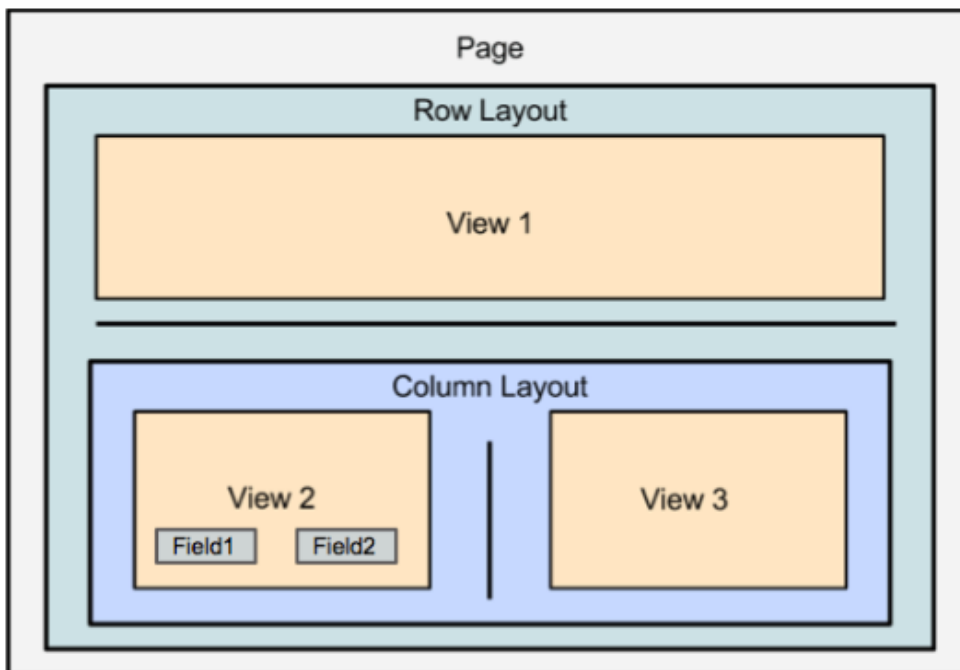 Page
Row Layout
View 1
Column Layout
View 2
View 3
Field1
Field2